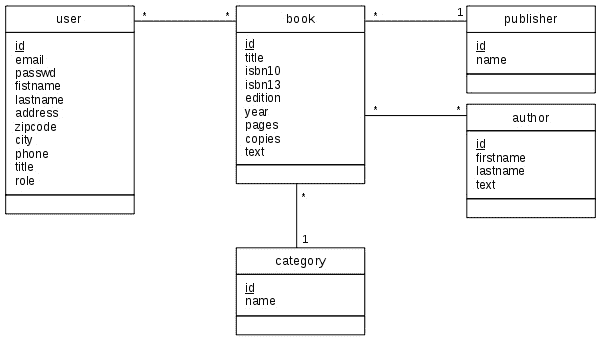 user
id
email
passwd
fistname
lastname
address
zipcode
city
phone
title
role
* *
book
id
title
isbn10
isbn13
edition
year
pages
copies
text
* 1
publisher
id
name
* *
author
id
firstname
lastname
text
*
1
category
id
name